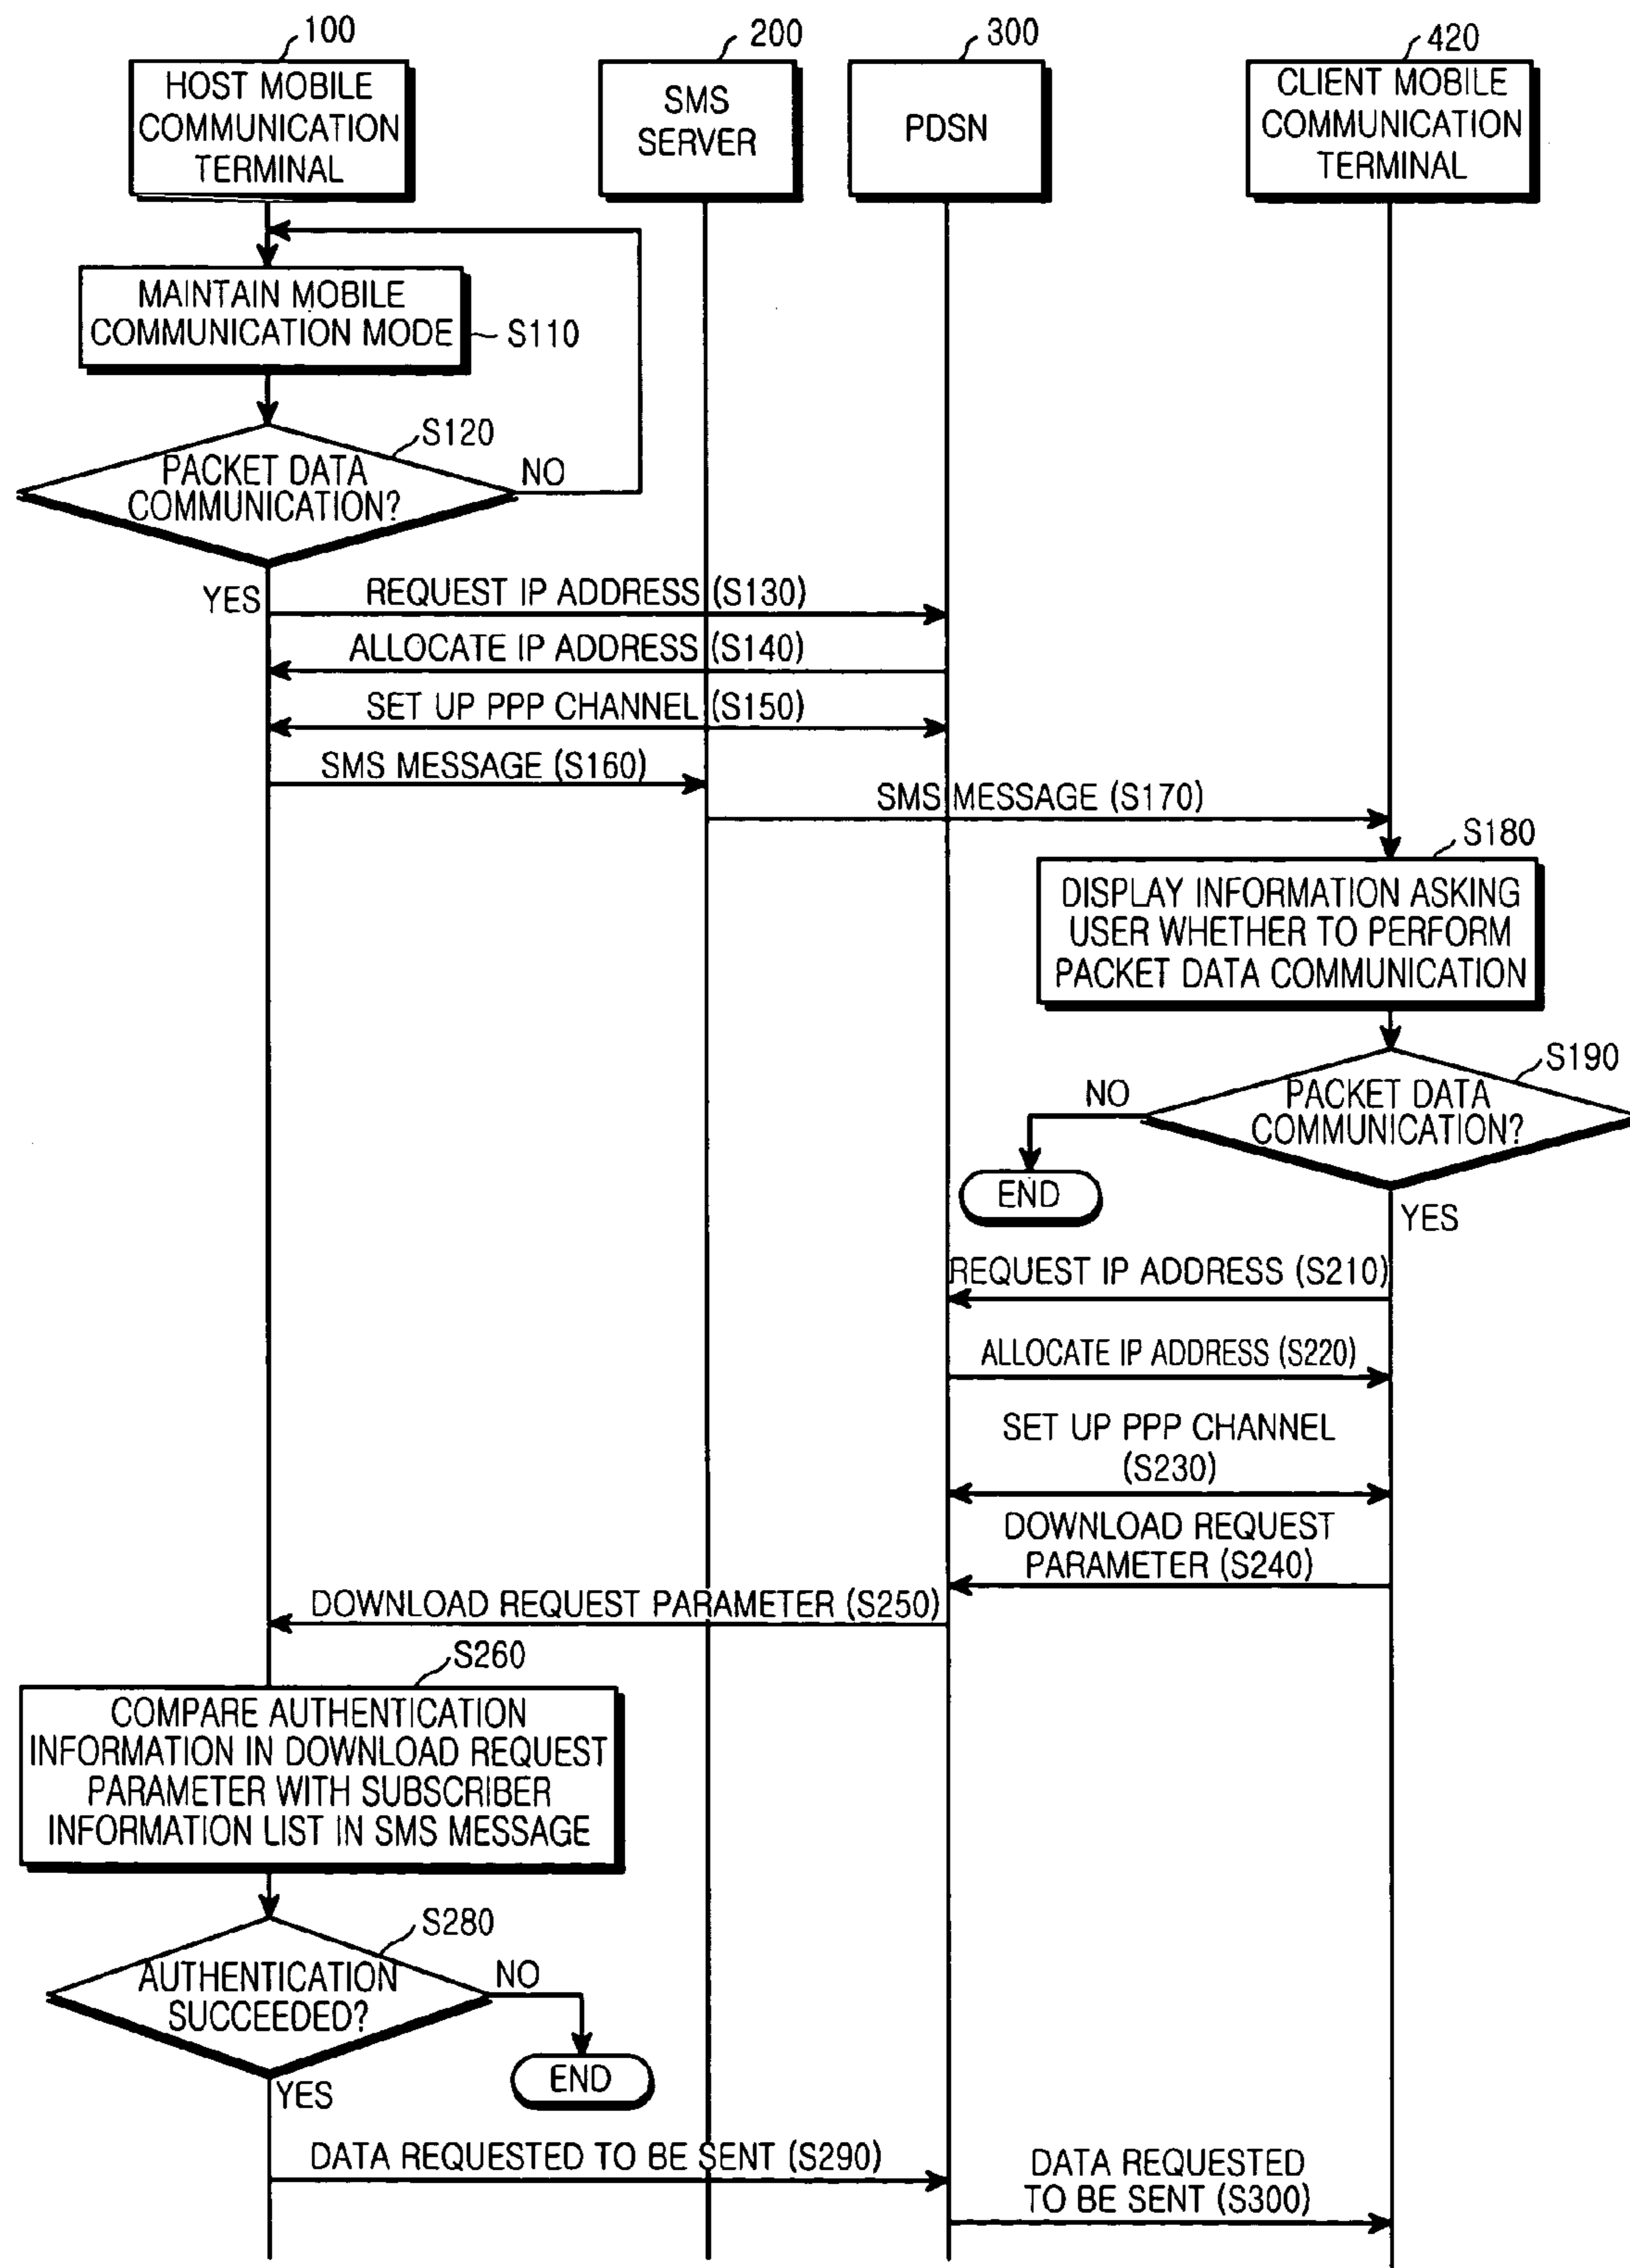 100
HOST MOBILE
COMMUNICATION
TERMINAL
200
SMS
SERVER
300
PDSN
420
CLIENT MOBILE
COMMUNICATION
TERMINAL
MAINTAIN MOBILE
COMMUNICATION MODE
S110
S120
PACKET DATA
COMMUNICATION?
NO
YES
REQUEST IP ADDRESS (S130)
ALLOCATE IP ADDRESS (S140)
SET UP PPP CHANNEL (S150)
SMS MESSAGE (S160)
SMS MESSAGE (S170)
S180
DISPLAY INFORMATION ASKING
USER WHETHER TO PERFORM
PACKET DATA COMMUNICATION
S190
PACKET DATA
COMMUNICATION?
NO
END
YES
REQUEST IP ADDRESS (S210)
ALLOCATE IP ADDRESS (S220)
SET UP PPP CHANNEL
(S230)
DOWNLOAD REQUEST
PARAMETER (S240)
DOWNLOAD REQUEST PARAMETER (S250)
S260
COMPARE AUTHENTICATION
INFORMATION IN DOWNLOAD REQUEST
PARAMETER WITH SUBSCRIBER
INFORMATION LIST IN SMS MESSAGE
S280
AUTHENTICATION
SUCCEEDED?
NO
END
YES
DATA REQUESTED TO BE SENT (S290)
DATA REQUESTED
TO BE SENT (S300)